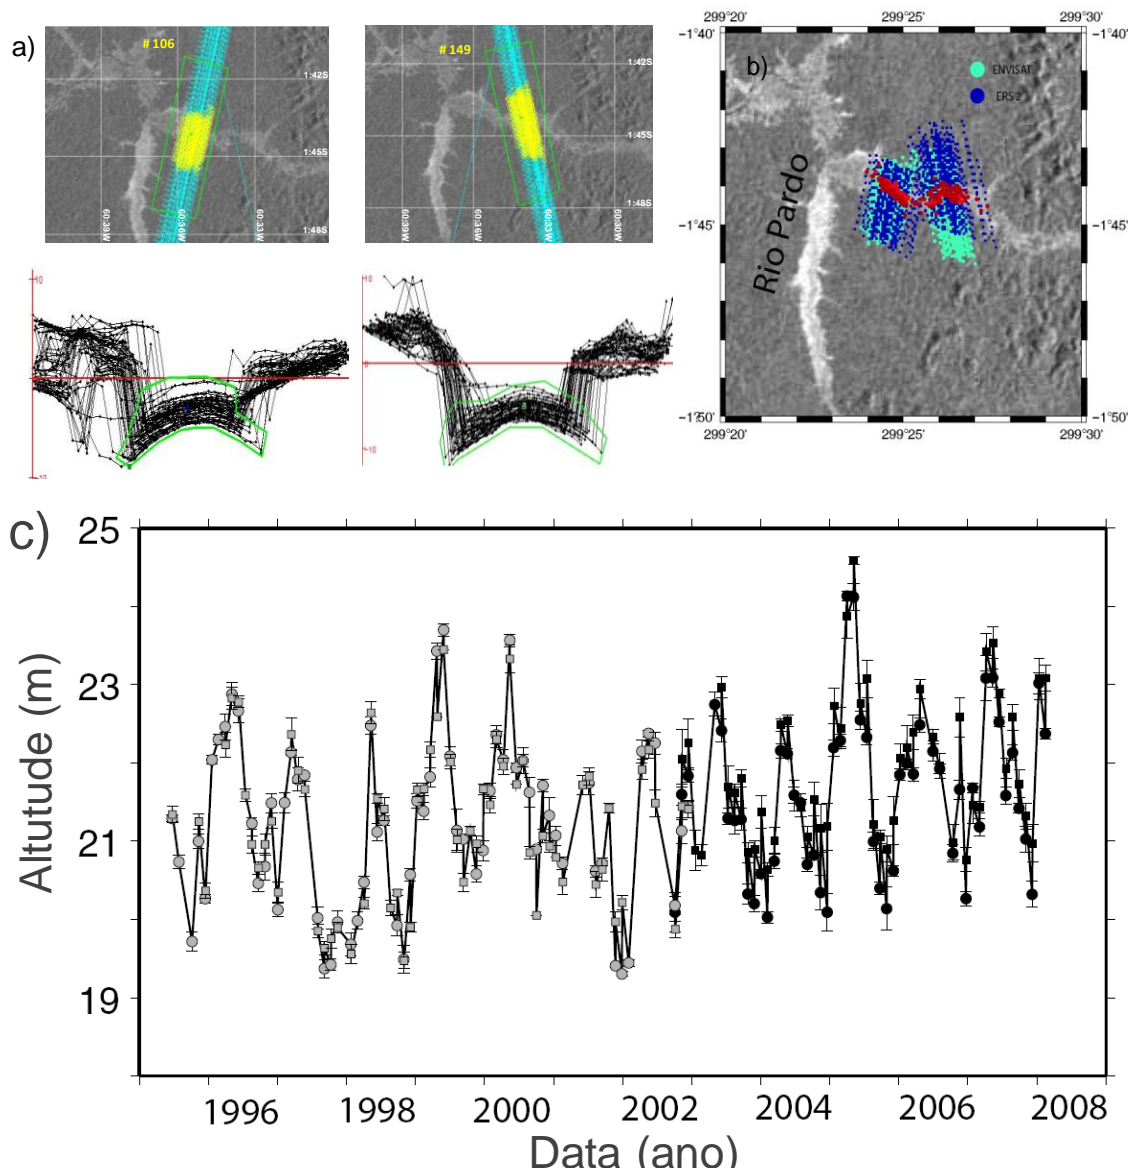 a)
# 106
1:42S
1:45S
1:48S
60:39W
60:36W
60:33W
# 149
1:42S
1:45S
1:48S
60:39W
60:36W
60:33W
60:30W
10
-10
10
0
-10
299°20'
299°25'
299°30'
-1°40'
-1°40'
b)
ENVISAT
ERS 2
Rio Pardo
-1°45'
-1°45'
-1°50'
-1°50'
299°20'
299°25'
299°30'
c)
25
23
21
19
Altutude (m)
1996
1998
2000
2002
2004
2006
2008
Data (ano)